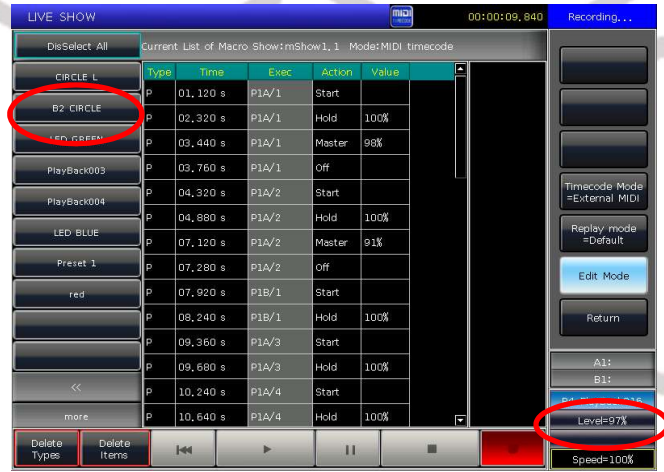 LIVE SHOW
midi
00:00:09.840
Recording...
DisSelect All
Current List of Macro Show:mShow1.1 Mode:MIDI timecode
CIRCLE L
B2 CIRCLE
LED GREEN
PlayBack003
PlayBack004
LED BLUE
Preset 1
red
<<
more
Type Time Exec Action Value
P 01.120 s P1A/1 Start
P 02.320 s P1A/1 Hold 100%
P 03.440 s P1A/1 Master 98%
P 03.760 s P1A/1 Off
P 04.320 s P1A/2 Start
P 04.880 s P1A/2 Hold 100%
P 07.120 s P1A/2 Master 91%
P 07.280 s P1A/2 Off
P 07.920 s P1B/1 Start
P 08.240 s P1B/1 Hold 100%
P 09.360 s P1A/3 Start
P 09.680 s P1A/3 Hold 100%
P 10.240 s P1A/4 Start
P 10.640 s P1A/4 Hold 100%
Timecode Mode
=External MIDI
Replay mode
=Default
Edit Mode
Return
A1:
B1:
Level=97%
Speed=100%
Delete
Types
Delete
Items